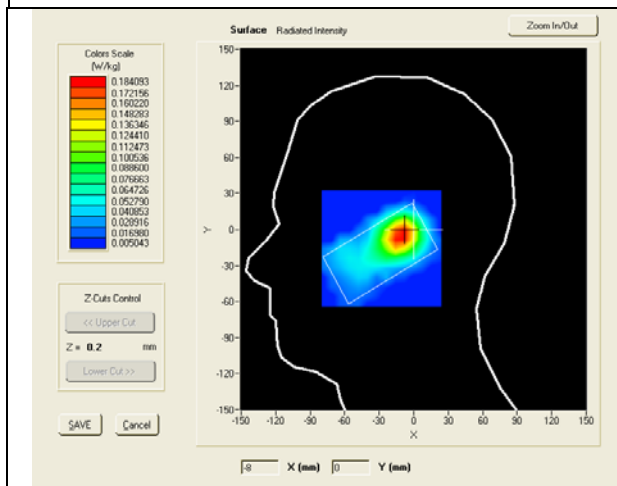 Surface Radiated Intensity
Zoom In/Out
Colors Scale
(W/kg)
0.184093
0.172156
0.160220
0.148283
0.136346
0.124410
0.112473
0.100536
0.088600
0.076663
0.064726
0.052790
0.040853
0.028916
0.016980
0.005043
150-
120-
90-
60-
30-
0-
-30-
-60-
-90-
-120-
-150-
Y
-150 -120 -90 -60 -30 0 30 60 90 120 150
X
Z-Cuts Control
<< Upper Cut
Z = 0.2 mm
Lower Cut >>
SAVE Cancel
-8 X (mm) 0 Y (mm)